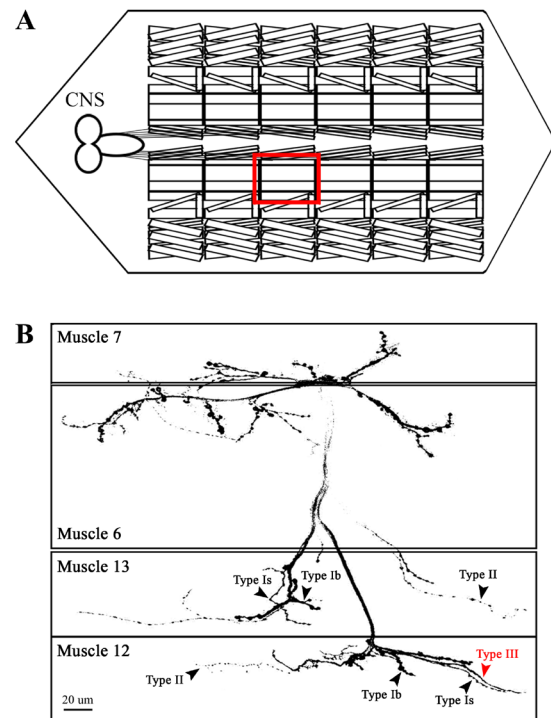 A
CNS
B
Muscle 7
Muscle 6
Muscle 13
Type Is
Type Ib
Type II
Muscle 12
Type III
Type II
Type Ib
Type Is
20 um